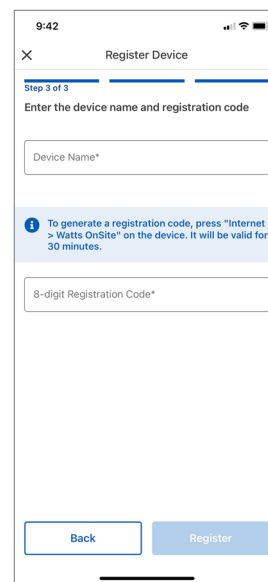 9:42
Register Device
Step 3 of 3
Enter the device name and registration code
Device Name*
To generate a registration code, press "Internet
> Watts OnSite" on the device. It will be valid for
30 minutes.
8-digit Registration Code*
Back
Register